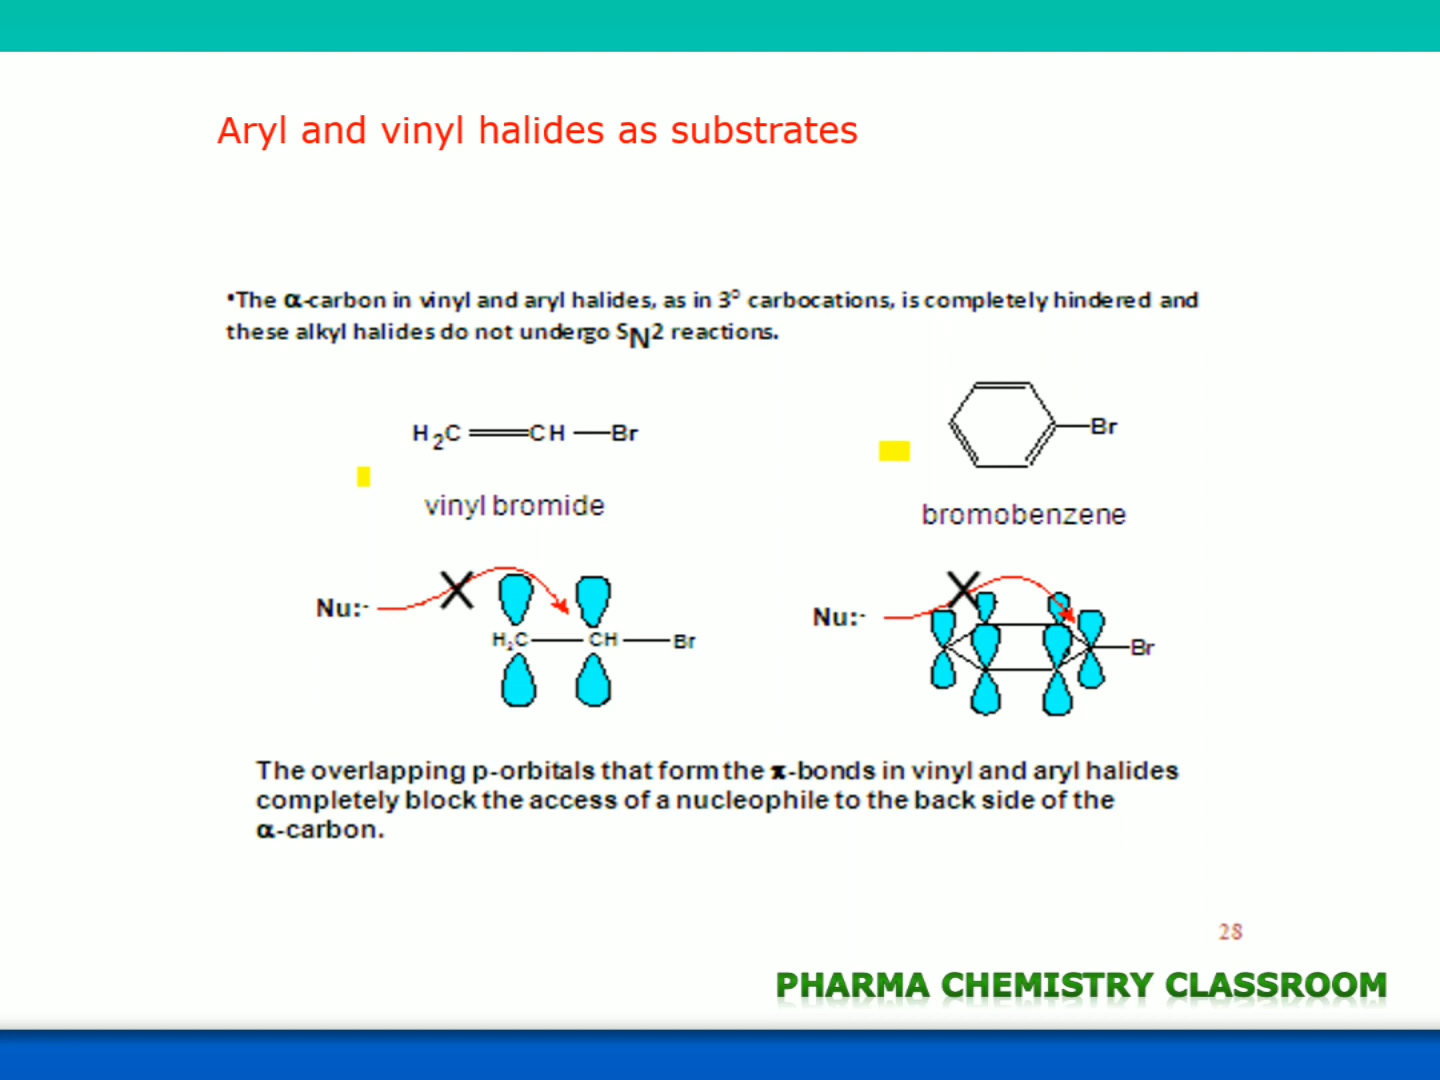 Aryl and vinyl halides as substrates
•The α-carbon in vinyl and aryl halides, as in 3° carbocations, is completely hindered and
these alkyl halides do not undergo SN2 reactions.
H2C CH Br
Br
vinyl bromide
bromobenzene
Nu:-
H2C CH Br
Nu:-
Br
The overlapping p-orbitals that form the π-bonds in vinyl and aryl halides
completely block the access of a nucleophile to the back side of the
α-carbon.
28
PHARMA CHEMISTRY CLASSROOM